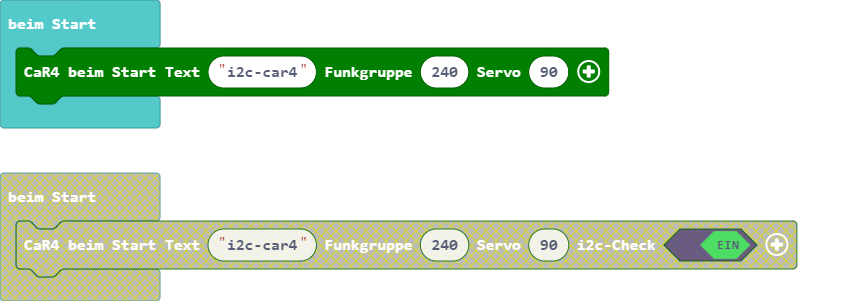 beim Start
CaR4 beim Start Text "i2c-car4" Funkgruppe 240 Servo 90
beim Start
CaR4 beim Start Text "i2c-car4" Funkgruppe 240 Servo 90 i2c-Check EIN